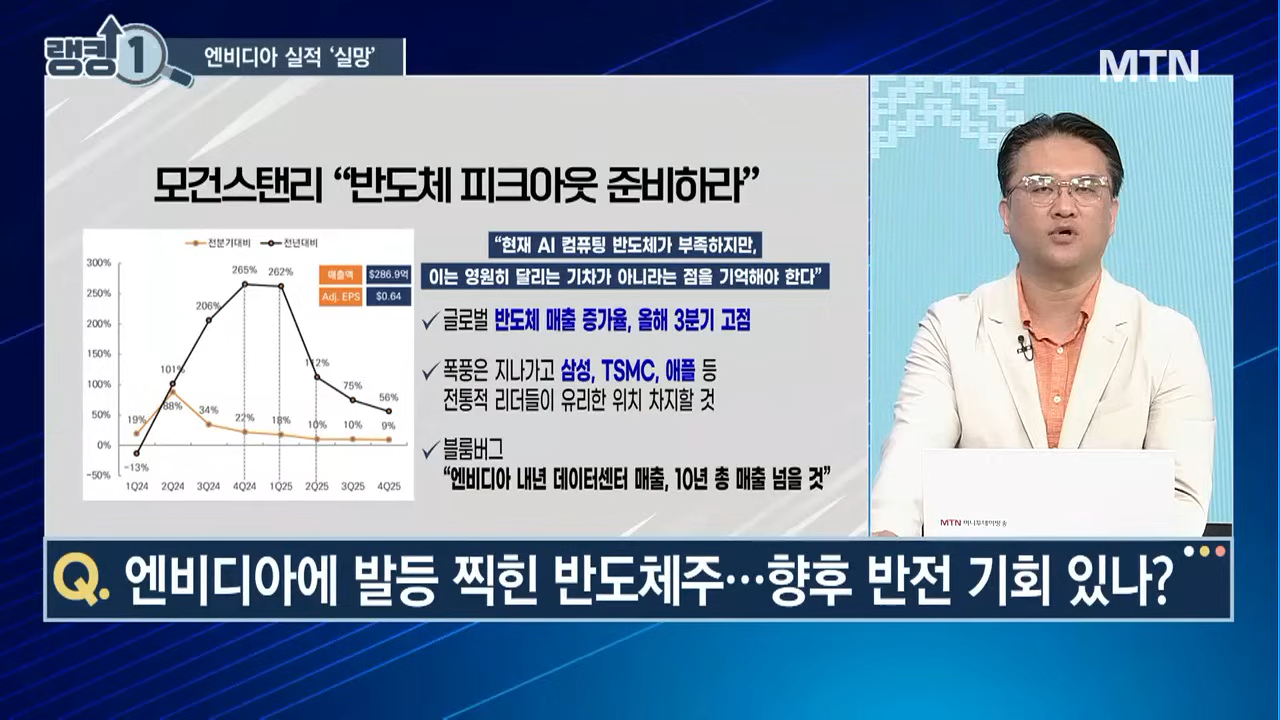 랭킹1
엔비디아 실적 ‘실망’
MTN
모건스탠리 “반도체 피크아웃 준비하라”
전분기대비 전년대비
매출액 $286.9억
Adj. EPS $0.64
300%
250%
200%
150%
100%
50%
0%
-50%
265% 262%
206%
101%
112%
75%
56%
19% 88% 34% 22% 18% 10% 10% 9%
-13%
1Q24 2Q24 3Q24 4Q24 1Q25 2Q25 3Q25 4Q25
“현재 AI 컴퓨팅 반도체가 부족하지만,
이는 영원히 달리는 기차가 아니라는 점을 기억해야 한다”
✓글로벌 반도체 매출 증가율, 올해 3분기 고점
✓폭풍은 지나가고 삼성, TSMC, 애플 등
전통적 리더들이 유리한 위치 차지할 것
✓블룸버그
“엔비디아 내년 데이터센터 매출, 10년 총 매출 넘을 것”
MTN 머니투데이방송
Q. 엔비디아에 발등 찍힌 반도체주…향후 반전 기회 있나?